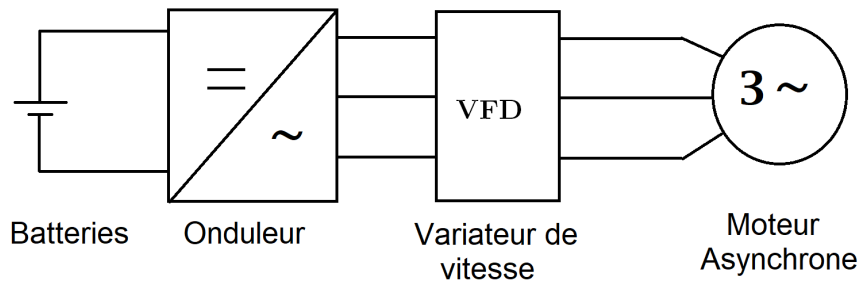 VFD
3 ~
~
Batteries
Onduleur
Variateur de
vitesse
Moteur
Asynchrone